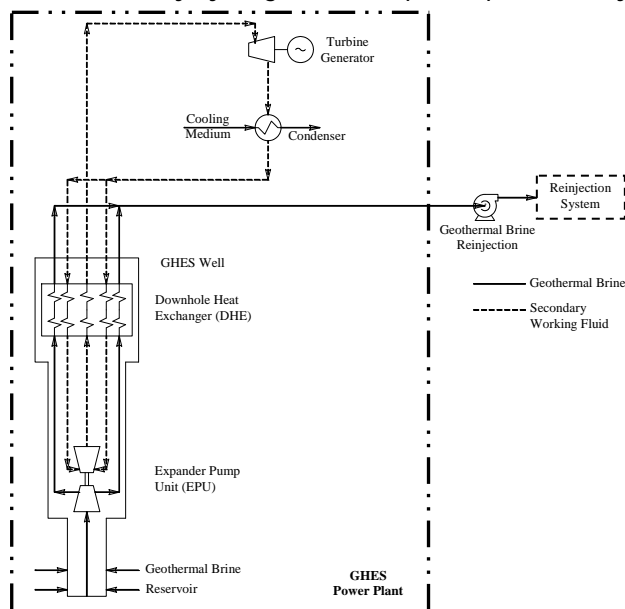 Turbine
Generator
Cooling
Medium
Condenser
Reinjection
System
Geothermal Brine
Reinjection
GHES Well
Downhole Heat
Exchanger (DHE)
Geothermal Brine
Secondary
Working Fluid
Expander Pump
Unit (EPU)
Geothermal Brine
Reservoir
GHES
Power Plant